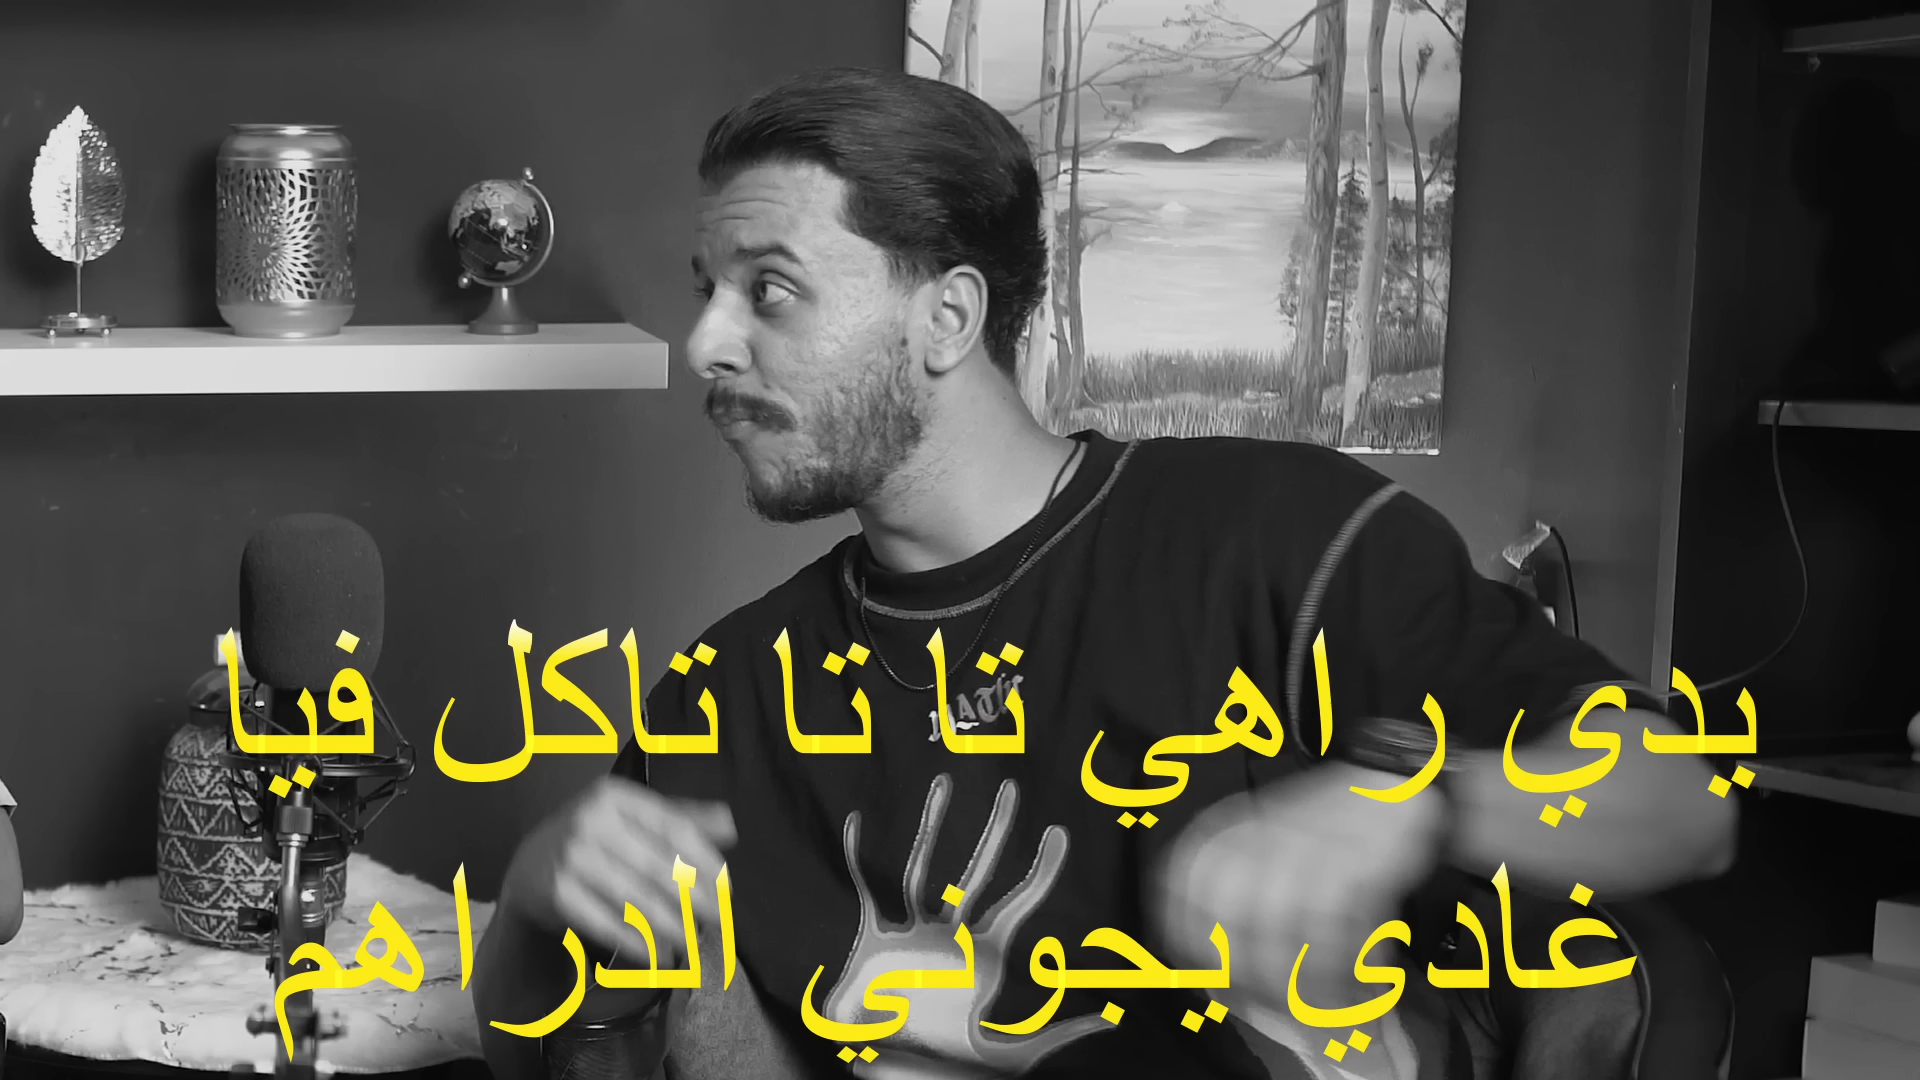 يدي راهي تا تا تاكل فيا
غادي يجوني الدراهم